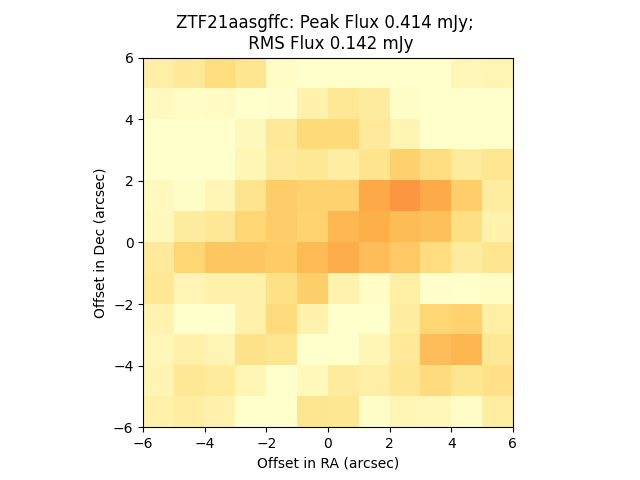 ZTF21aasgffc: Peak Flux 0.414 mJy;
RMS Flux 0.142 mJy
6
4
2
0
−2
−4
−6
Offset in Dec (arcsec)
−6 −4 −2 0 2 4 6
Offset in RA (arcsec)